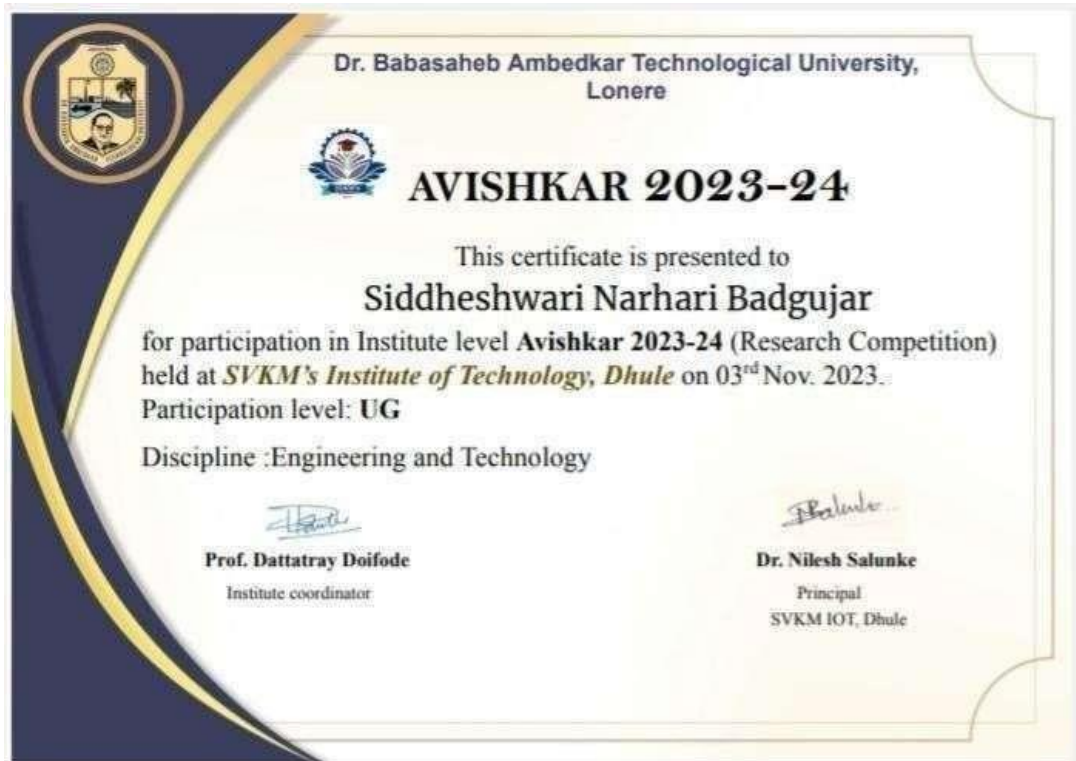 Dr. Babasaheb Ambedkar Technological University,
Lonere
AVISHKAR 2023-24
This certificate is presented to
Siddheshwari Narhari Badgujar
for participation in Institute level Avishkar 2023-24 (Research Competition)
held at SVKM's Institute of Technology, Dhule on 03rd Nov. 2023.
Participation level: UG
Discipline :Engineering and Technology
Prof. Dattatray Doifode
Institute coordinator
Dr. Nilesh Salunke
Principal
SVKM IOT, Dhule